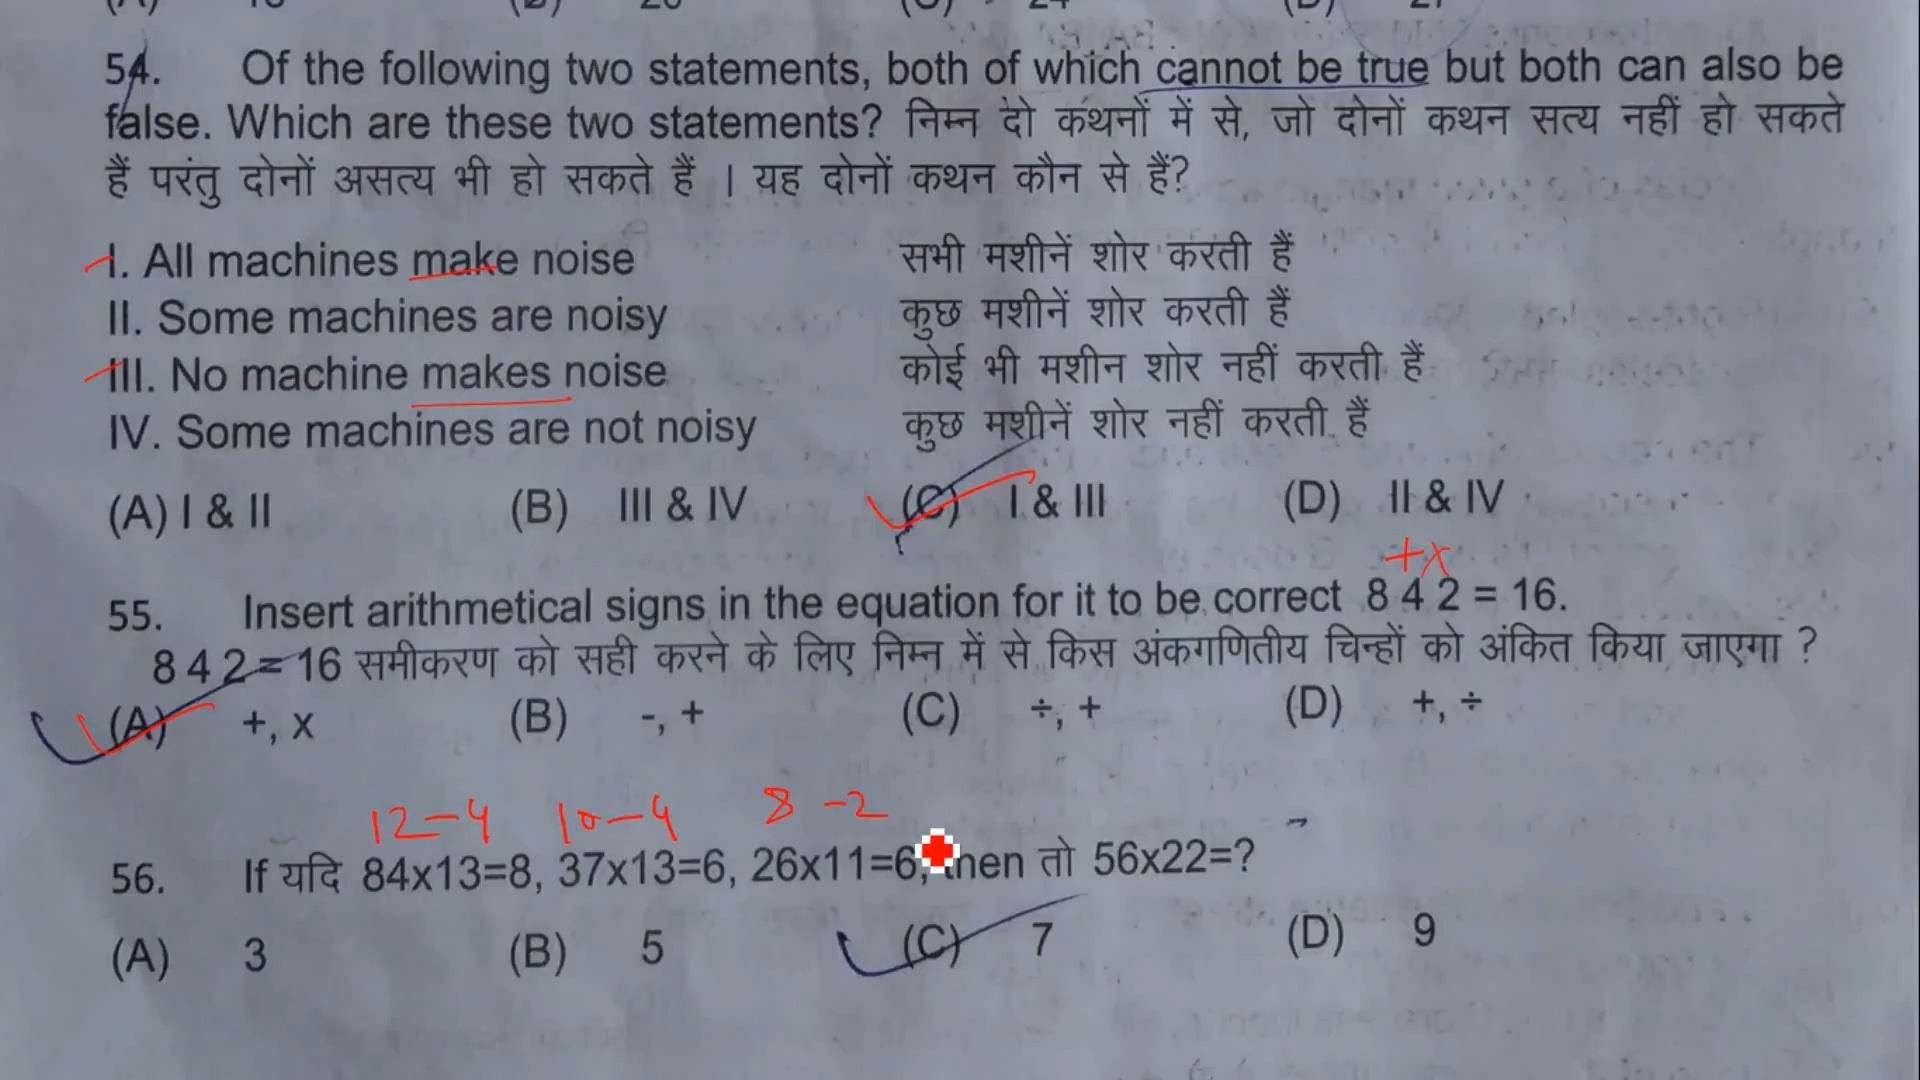 54. Of the following two statements, both of which cannot be true but both can also be
false. Which are these two statements? निम्न दो कथनों में से, जो दोनों कथन सत्य नहीं हो सकते
हैं परंतु दोनों असत्य भी हो सकते हैं । यह दोनों कथन कौन से हैं?
I. All machines make noise सभी मशीनें शोर करती हैं
II. Some machines are noisy कुछ मशीनें शोर करती हैं
III. No machine makes noise कोई भी मशीन शोर नहीं करती हैं
IV. Some machines are not noisy कुछ मशीनें शोर नहीं करती हैं
(A) I & II (B) III & IV (C) I & III (D) II & IV
+x
55. Insert arithmetical signs in the equation for it to be correct 8 4 2 = 16.
8 4 2 = 16 समीकरण को सही करने के लिए निम्न में से किस अंकगणितीय चिन्हों को अंकित किया जाएगा ?
(A) +, x (B) -, + (C) ÷, + (D) +, ÷
12-4 10-4 8-2
56. If यदि 84x13=8, 37x13=6, 26x11=6, then तो 56x22=?
(A) 3 (B) 5 (C) 7 (D) 9